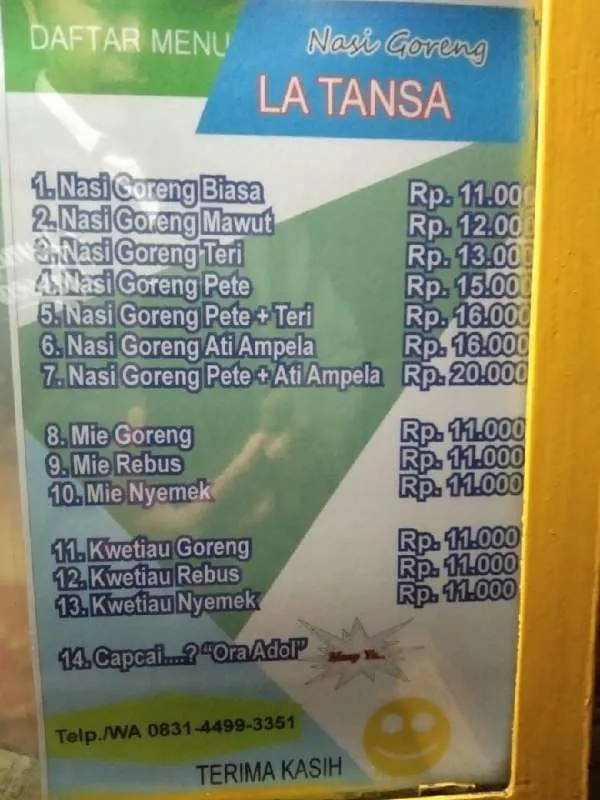 DAFTAR MENU
Nasi Goreng
LA TANSA
1. Nasi Goreng Biasa Rp. 11.000
2. Nasi Goreng Mawut Rp. 12.000
3. Nasi Goreng Teri Rp. 13.000
4. Nasi Goreng Pete Rp. 15.000
5. Nasi Goreng Pete + Teri Rp. 16.000
6. Nasi Goreng Ati Ampela Rp. 16.000
7. Nasi Goreng Pete + Ati Ampela Rp. 20.000
8. Mie Goreng Rp. 11.000
9. Mie Rebus Rp. 11.000
10. Mie Nyemek Rp. 11.000
11. Kwetiau Goreng Rp. 11.000
12. Kwetiau Rebus Rp. 11.000
13. Kwetiau Nyemek Rp. 11.000
14. Capcai....? "Ora Adol"
Telp./WA 0831-4499-3351
TERIMA KASIH